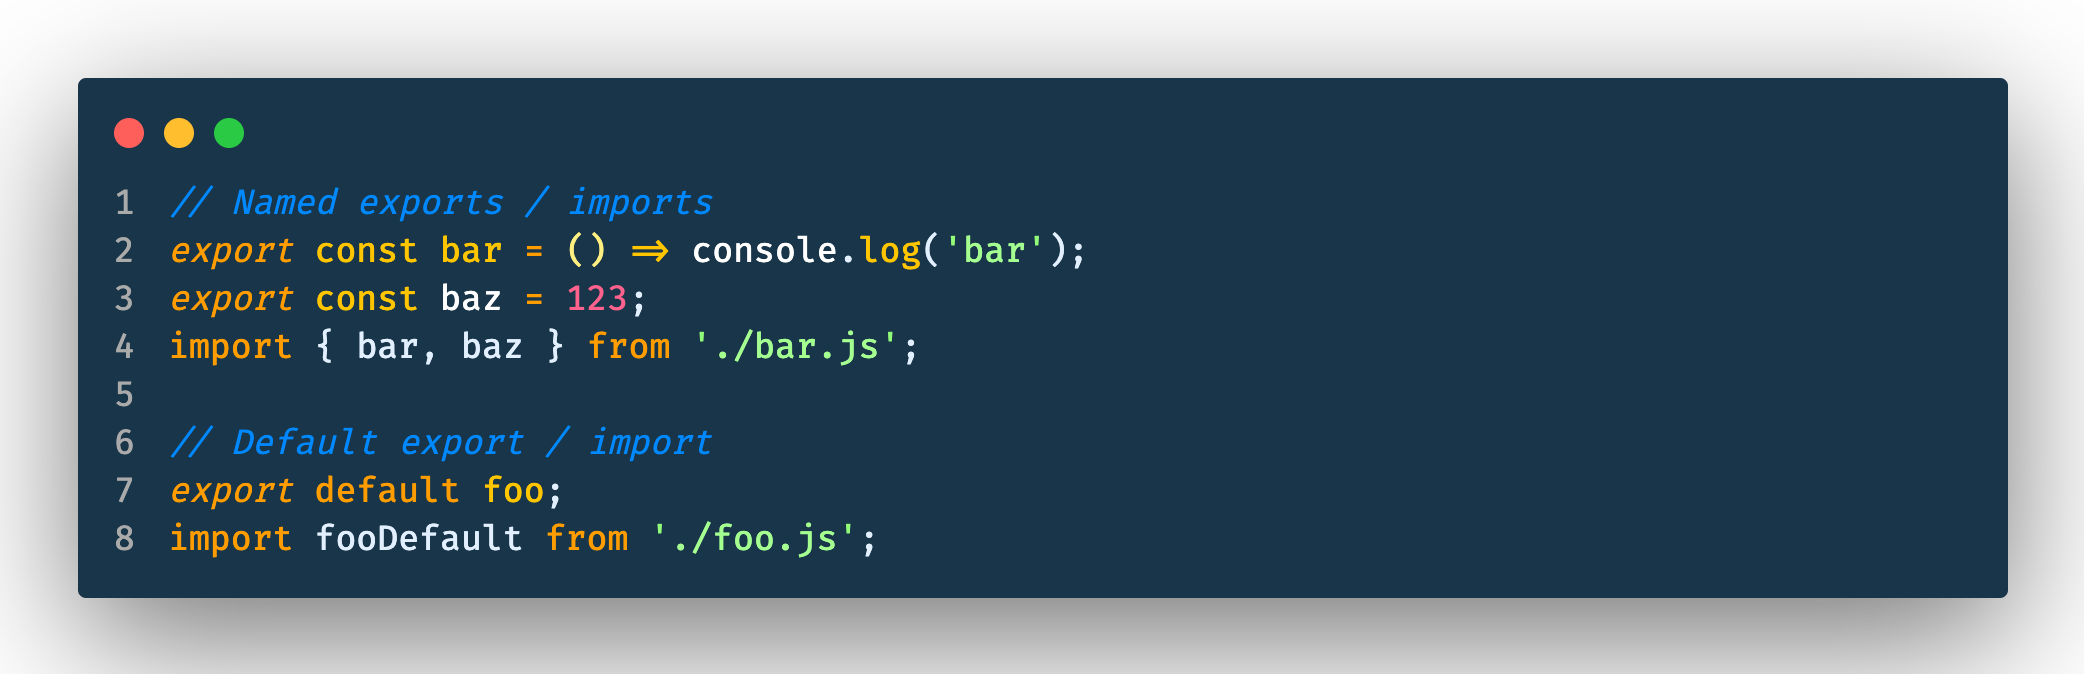 1 // Named exports / imports
2 export const bar = () => console.log('bar');
3 export const baz = 123;
4 import { bar, baz } from './bar.js';
5
6 // Default export / import
7 export default foo;
8 import fooDefault from './foo.js';